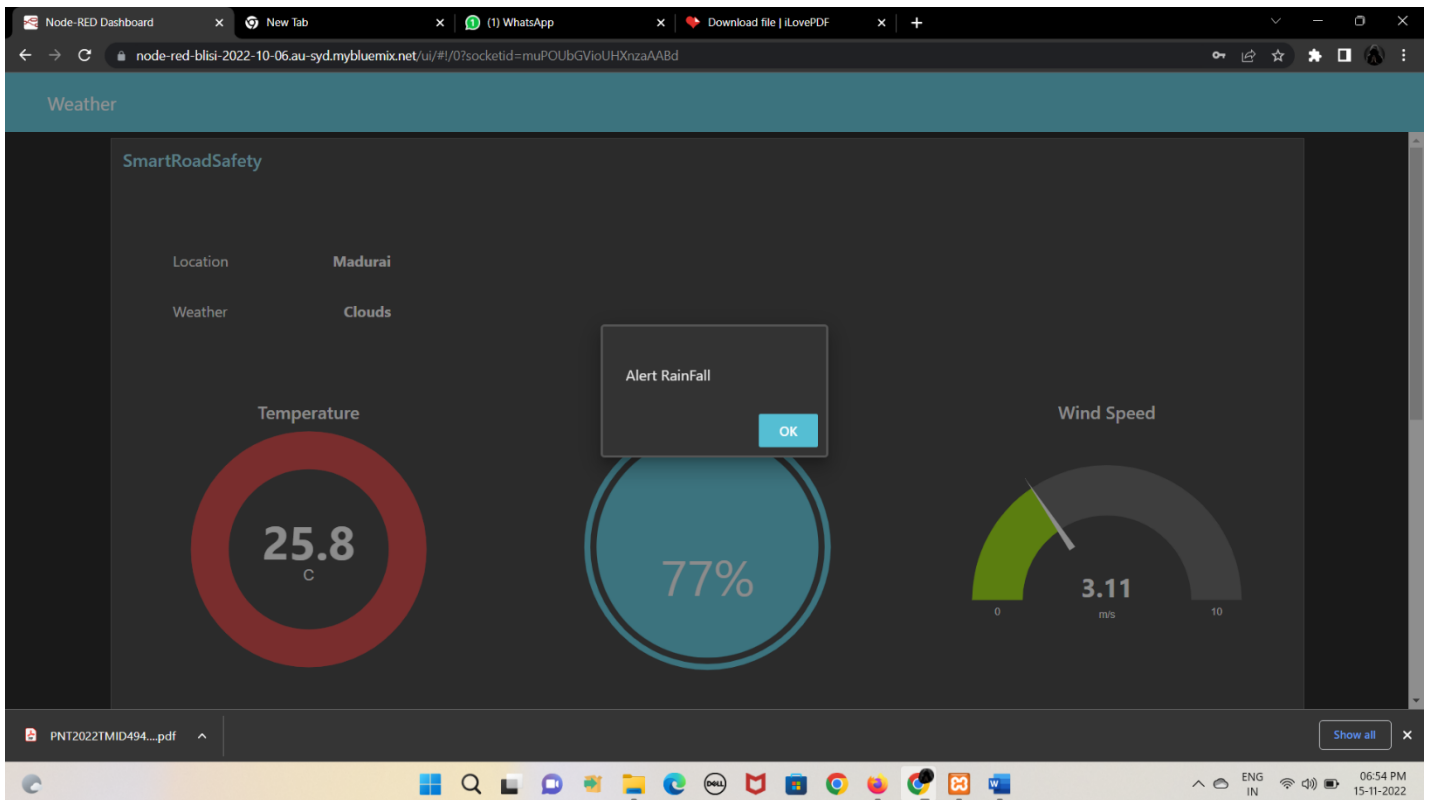 Node-RED Dashboard
New Tab
(1) WhatsApp
Download file | iLovePDF
node-red-blisi-2022-10-06.au-syd.mybluemix.net/ui/#!/0?socketid=muPOUbGVioUHXnzaAABd
Weather
SmartRoadSafety
Location Madurai
Weather Clouds
Alert RainFall
OK
Temperature
25.8
C
77%
Wind Speed
3.11
m/s
0
10
PNT2022TMID494....pdf
Show all
DELL
W
ENG
IN
06:54 PM
15-11-2022